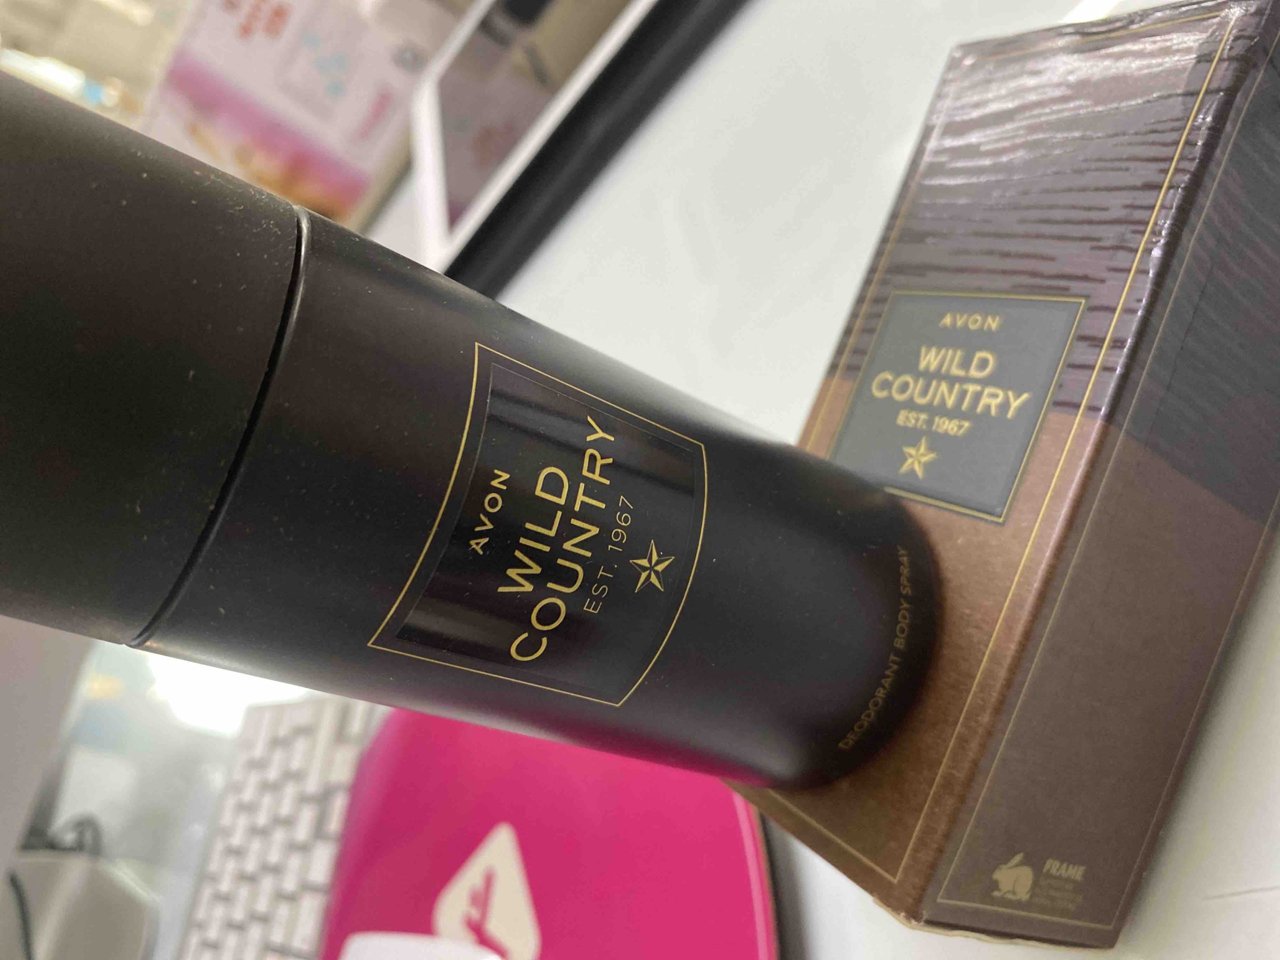 AVON
WILD
COUNTRY
EST. 1967
DEODORANT BODY SPRAY
AVON
WILD
COUNTRY
EST. 1967
FRAME